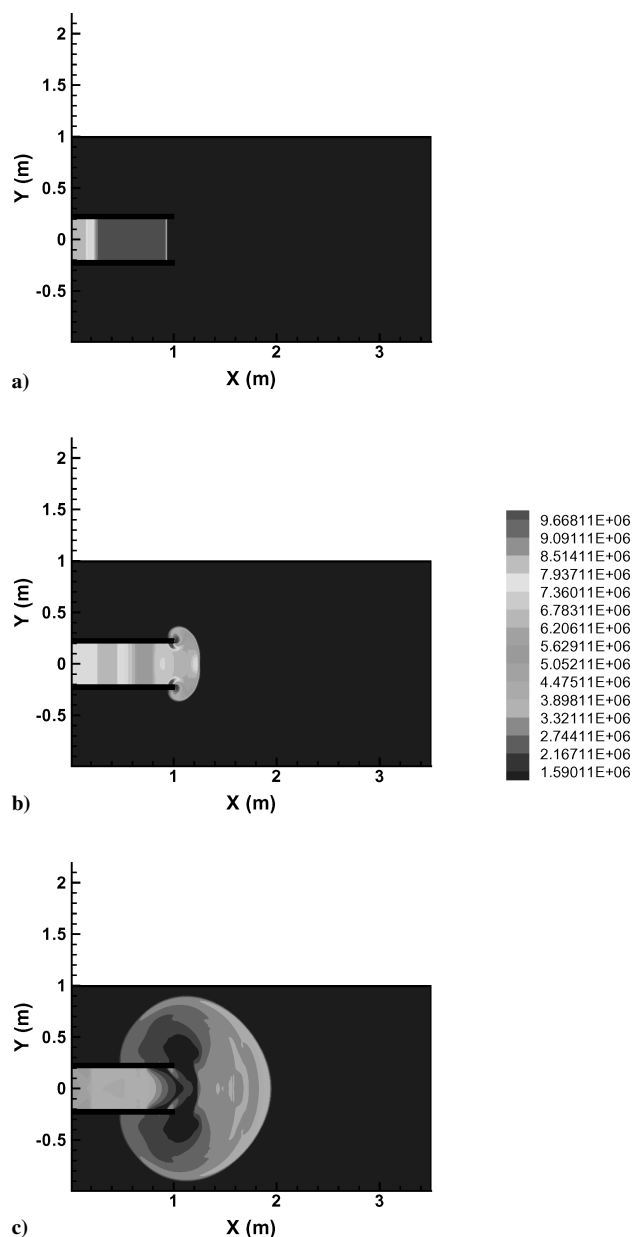 2
1.5
1
0.5
0
-0.5
Y (m)
1 2 3
X (m)
a)
2
1.5
1
0.5
0
-0.5
Y (m)
1 2 3
X (m)
b)
9.66811E+06
9.09111E+06
8.51411E+06
7.93711E+06
7.36011E+06
6.78311E+06
6.20611E+06
5.62911E+06
5.05211E+06
4.47511E+06
3.89811E+06
3.32111E+06
2.74411E+06
2.16711E+06
1.59011E+06
2
1.5
1
0.5
0
-0.5
Y (m)
1 2 3
X (m)
c)